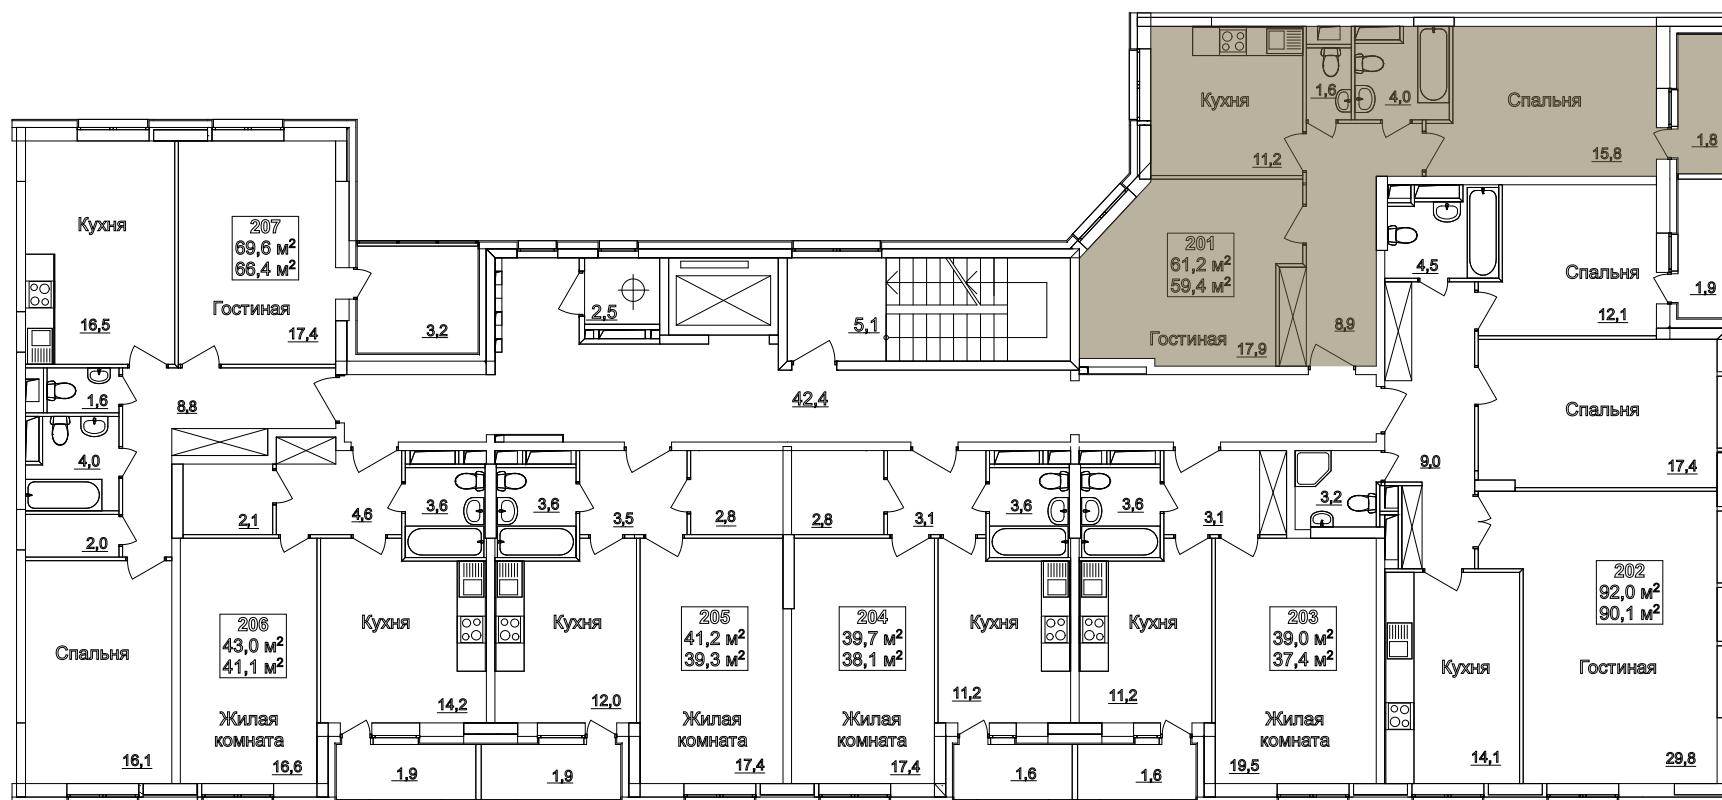 Кухня
11,2
1,6
4,0
Спальня
15,8
1,8
201
61,2 м²
59,4 м²
Гостиная
17,9
8,9
Кухня
16,5
207
69,6 м²
66,4 м²
Гостиная
17,4
3,2
2,5
5,1
4,5
Спальня
12,1
1,9
Спальня
17,4
42,4
1,6
8,8
4,0
2,0
2,1
4,6
3,6
3,6
3,5
2,8
2,8
3,1
3,6
3,6
3,1
3,2
9,0
Спальня
16,1
206
43,0 м²
41,1 м²
Жилая
комната
16,6
Кухня
14,2
1,9
Кухня
12,0
1,9
205
41,2 м²
39,3 м²
Жилая
комната
17,4
204
39,7 м²
38,1 м²
Жилая
комната
17,4
Кухня
11,2
1,6
Кухня
11,2
1,6
203
39,0 м²
37,4 м²
Жилая
комната
19,5
Кухня
14,1
202
92,0 м²
90,1 м²
Гостиная
29,8